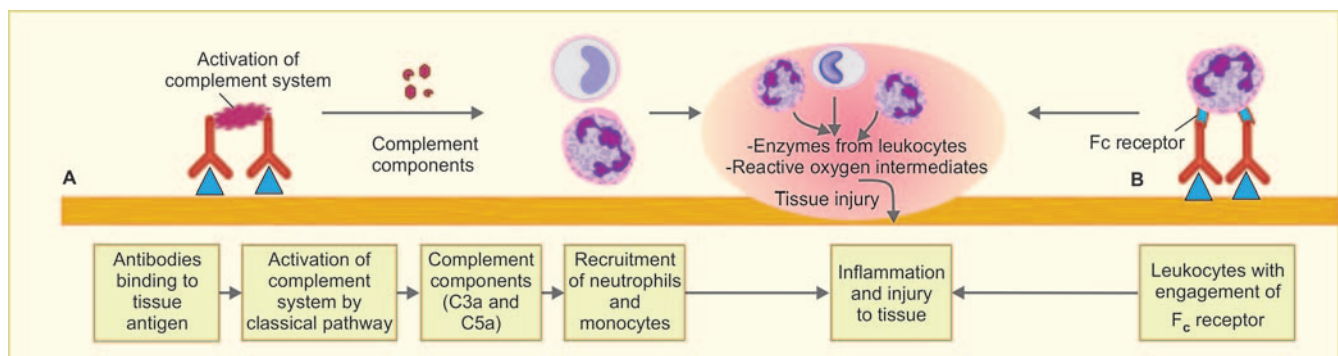 Activation of
complement system
Complement
components
-Enzymes from leukocytes
-Reactive oxygen intermediates
Tissue injury
Fc receptor
A
B
Antibodies
binding to
tissue
antigen
Activation of
complement
system by
classical pathway
Complement
components
(C3a and
C5a)
Recruitment
of neutrophils
and
monocytes
Inflammation
and injury
to tissue
Leukocytes with
engagement of
Fc receptor